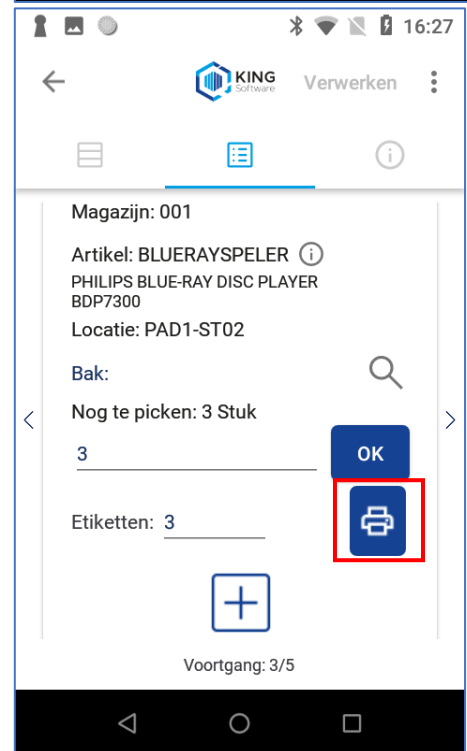 16:27
KING
Software
Verwerken
Magazijn: 001
Artikel: BLUERAYSPELER
PHILIPS BLUE-RAY DISC PLAYER
BDP7300
Locatie: PAD1-ST02
Bak:
Nog te picken: 3 Stuk
3
OK
Etiketten: 3
Voortgang: 3/5